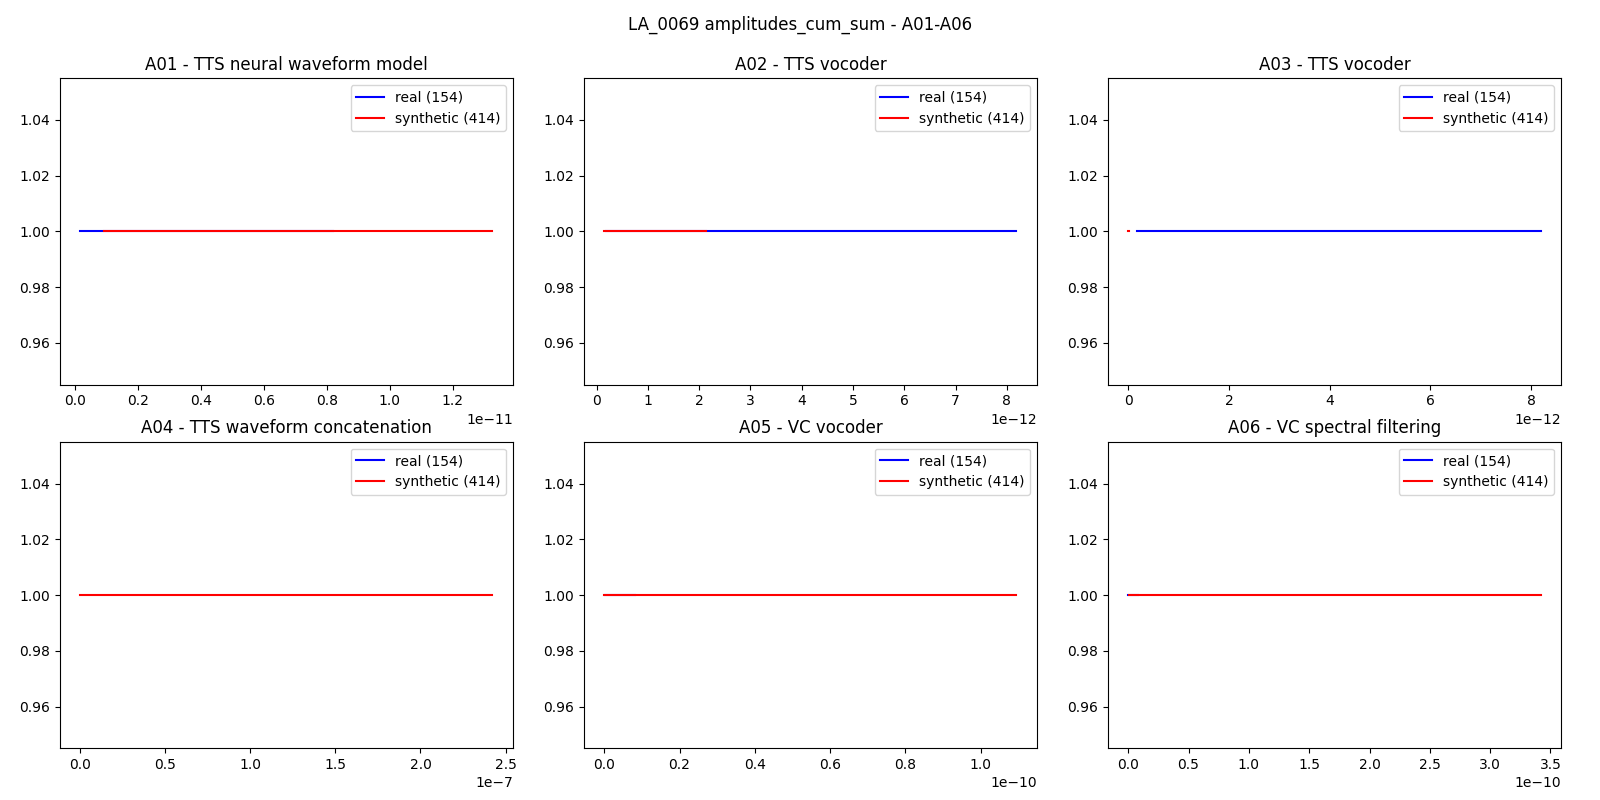 LA_0069 amplitudes_cum_sum - A01-A06
A01 - TTS neural waveform model
real (154)
synthetic (414)
1.04
1.02
1.00
0.98
0.96
0.0 0.2 0.4 0.6 0.8 1.0 1.2
1e−11
A02 - TTS vocoder
real (154)
synthetic (414)
1.04
1.02
1.00
0.98
0.96
0 1 2 3 4 5 6 7 8
1e−12
A03 - TTS vocoder
real (154)
synthetic (414)
1.04
1.02
1.00
0.98
0.96
0 2 4 6 8
1e−12
A04 - TTS waveform concatenation
real (154)
synthetic (414)
1.04
1.02
1.00
0.98
0.96
0.0 0.5 1.0 1.5 2.0 2.5
1e−7
A05 - VC vocoder
real (154)
synthetic (414)
1.04
1.02
1.00
0.98
0.96
0.0 0.2 0.4 0.6 0.8 1.0
1e−10
A06 - VC spectral filtering
real (154)
synthetic (414)
1.04
1.02
1.00
0.98
0.96
0.0 0.5 1.0 1.5 2.0 2.5 3.0 3.5
1e−10